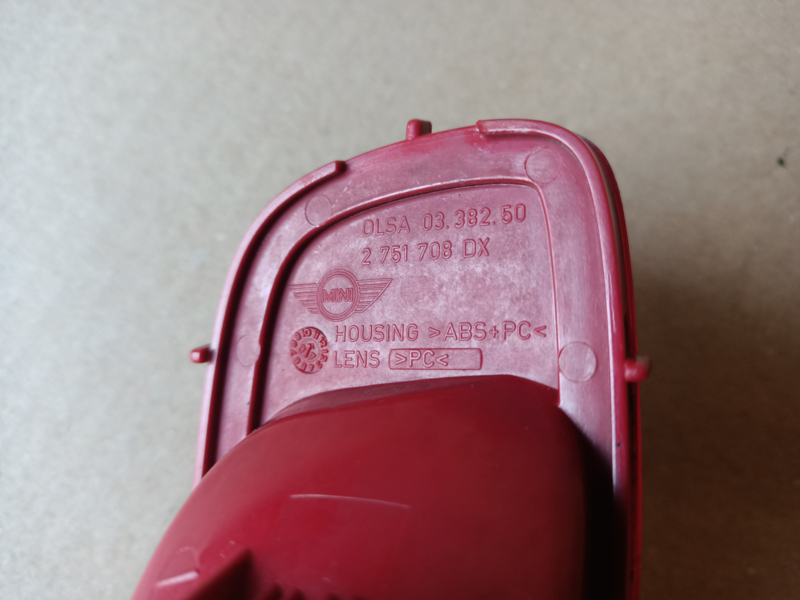 OLSA 03.382.50
2 751 708 DX
MINI
HOUSING >ABS+PC<
LENS >PC<